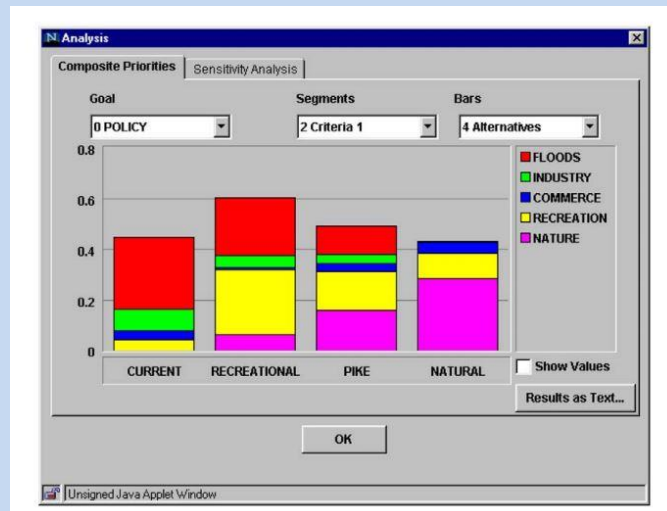 Analysis
Composite Priorities Sensitivity Analysis
Goal Segments Bars
0 POLICY 2 Criteria 1 4 Alternatives
0.8
0.6
0.4
0.2
0
FLOODS
INDUSTRY
COMMERCE
RECREATION
NATURE
CURRENT RECREATIONAL PIKE NATURAL
Show Values
Results as Text...
OK
Unsigned Java Applet Window